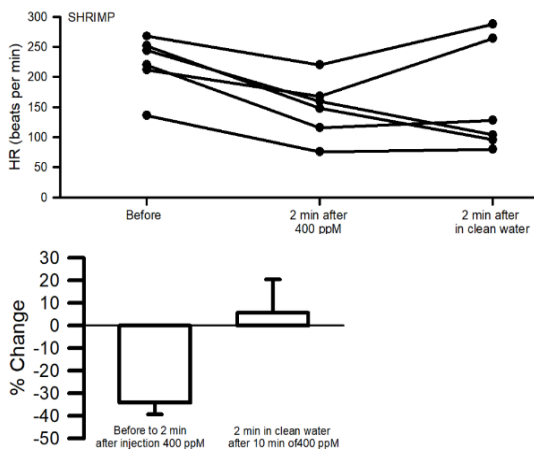 SHRIMP
HR (beats per min)
300
250
200
150
100
50
0
Before
2 min after
400 ppM
2 min after
in clean water
% Change
30
20
10
0
-10
-20
-30
-40
-50
Before to 2 min
after injection 400 ppM
2 min in clean water
after 10 min of400 ppM